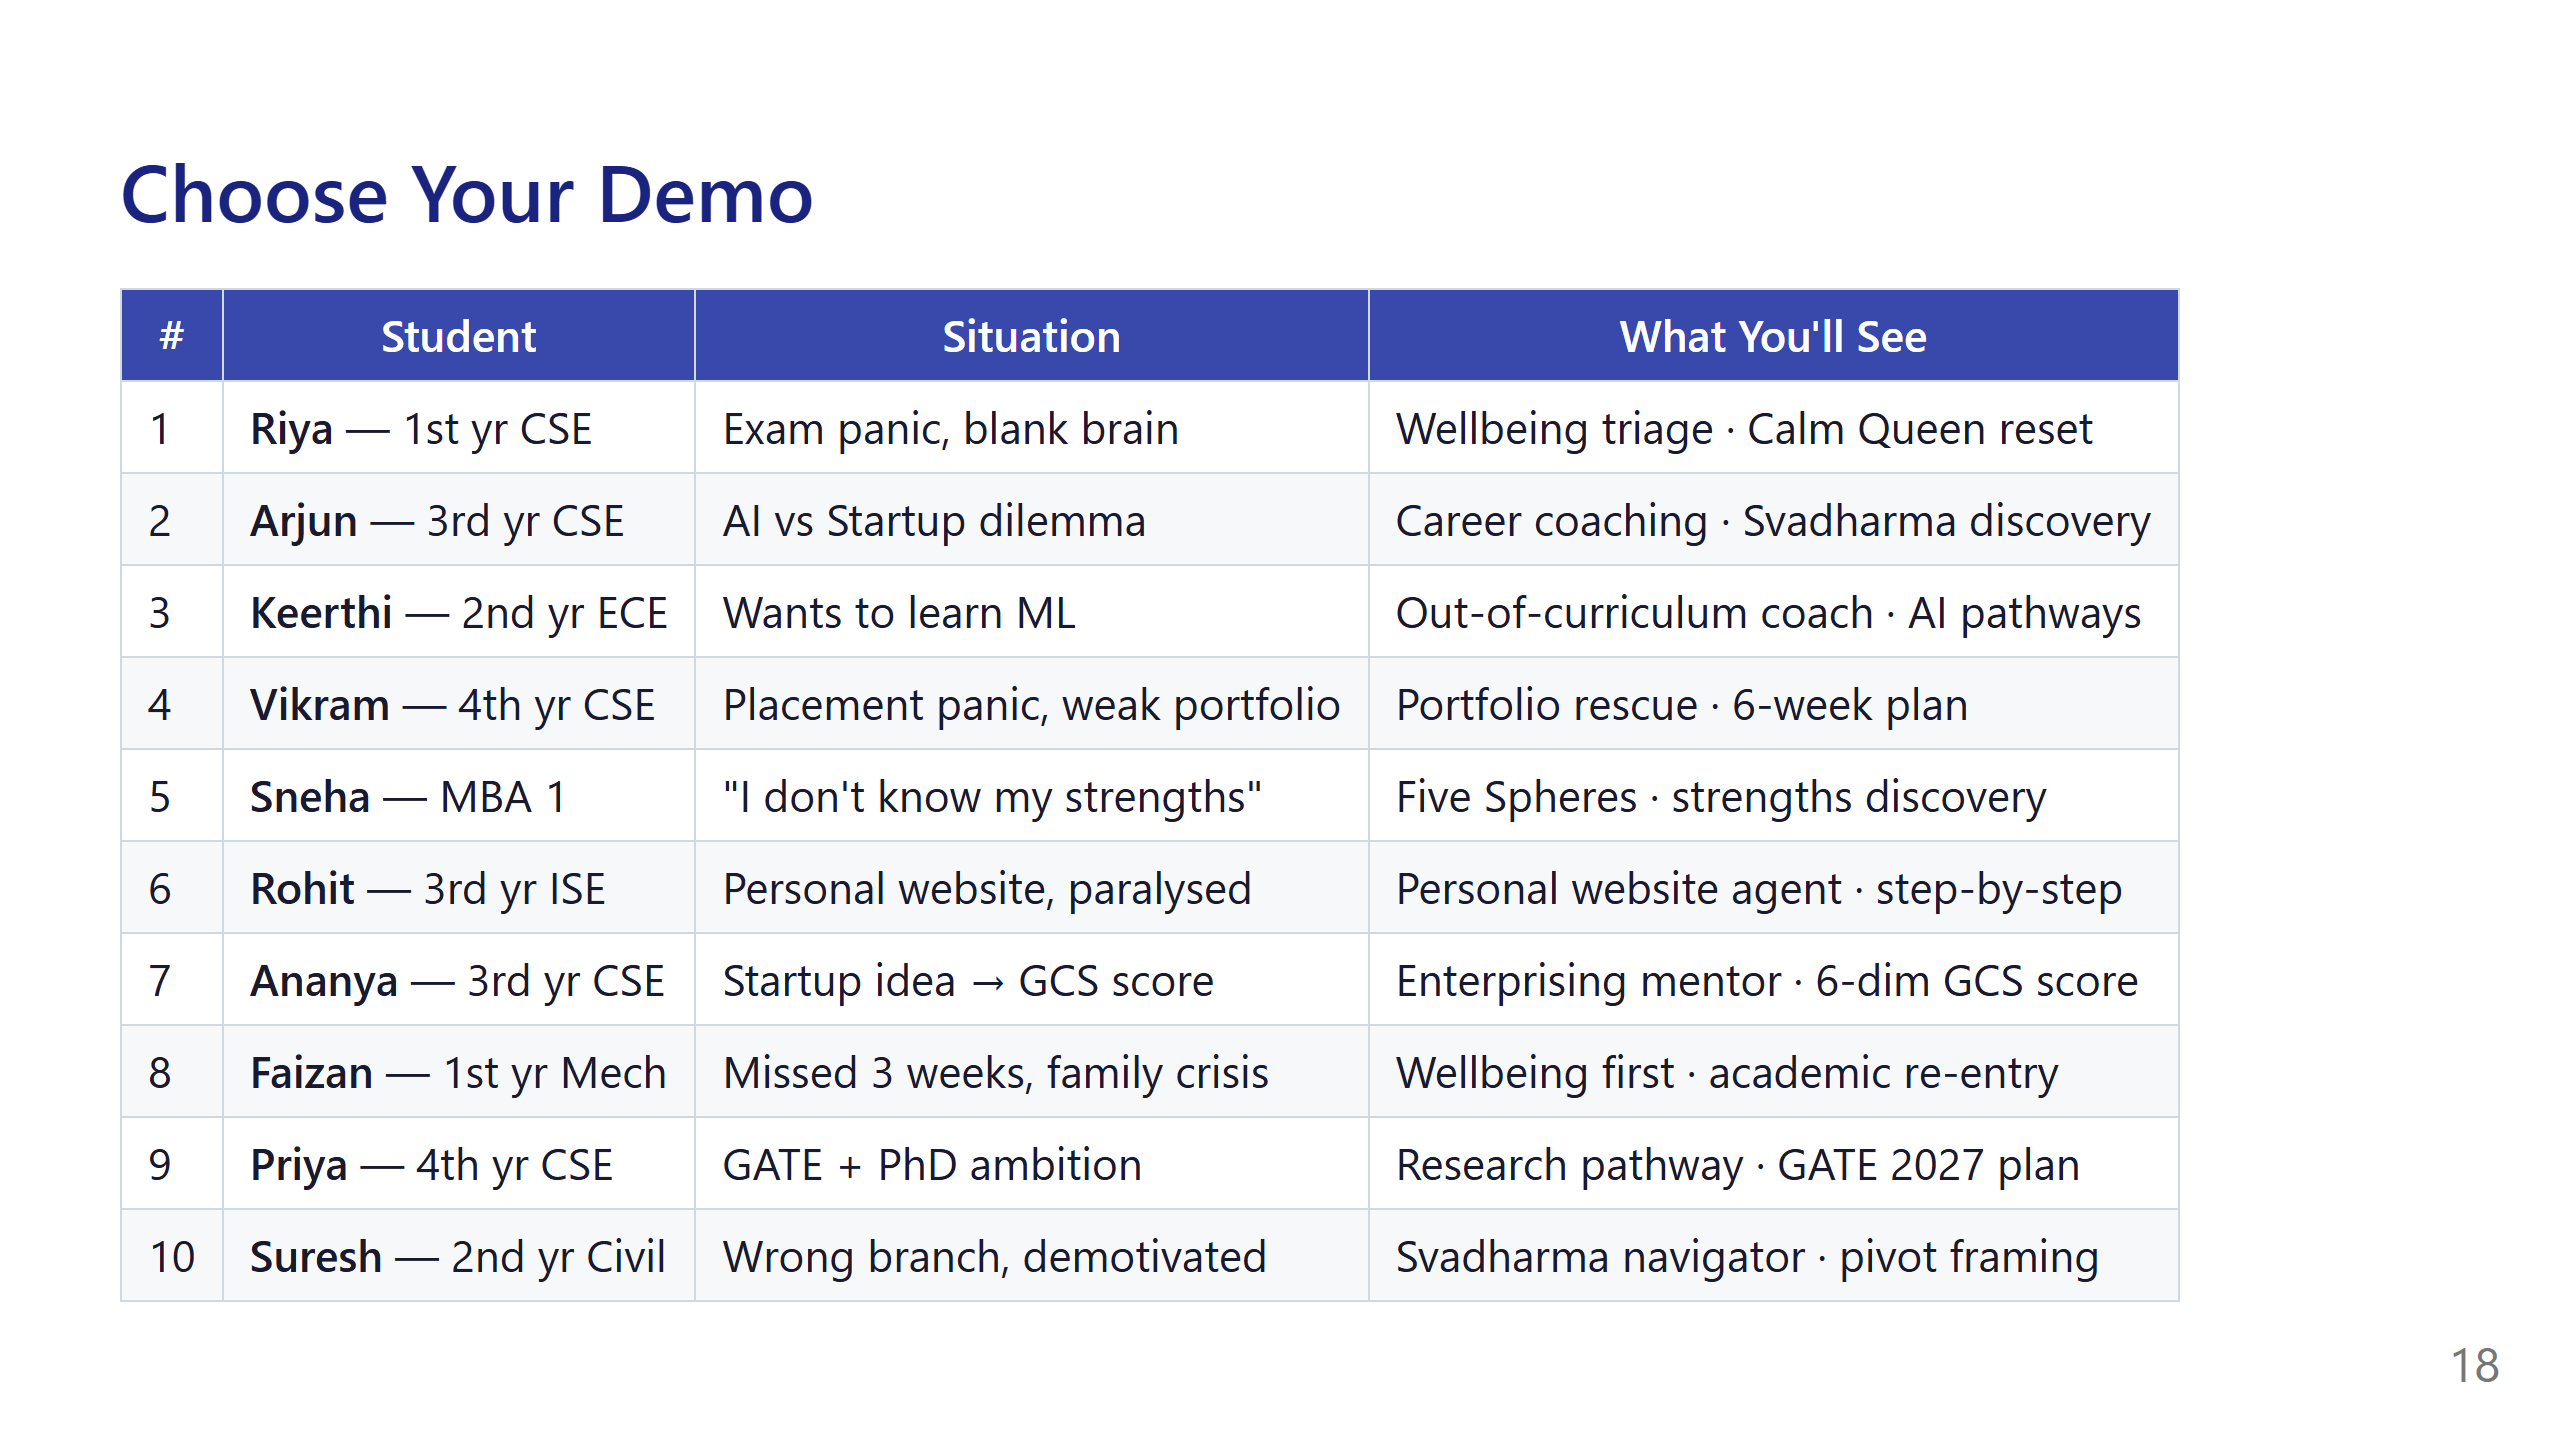 Choose Your Demo
# Student Situation What You'll See
1 Riya — 1st yr CSE Exam panic, blank brain Wellbeing triage · Calm Queen reset
2 Arjun — 3rd yr CSE AI vs Startup dilemma Career coaching · Svadharma discovery
3 Keerthi — 2nd yr ECE Wants to learn ML Out-of-curriculum coach · AI pathways
4 Vikram — 4th yr CSE Placement panic, weak portfolio Portfolio rescue · 6-week plan
5 Sneha — MBA 1 "I don't know my strengths" Five Spheres · strengths discovery
6 Rohit — 3rd yr ISE Personal website, paralysed Personal website agent · step-by-step
7 Ananya — 3rd yr CSE Startup idea → GCS score Enterprising mentor · 6-dim GCS score
8 Faizan — 1st yr Mech Missed 3 weeks, family crisis Wellbeing first · academic re-entry
9 Priya — 4th yr CSE GATE + PhD ambition Research pathway · GATE 2027 plan
10 Suresh — 2nd yr Civil Wrong branch, demotivated Svadharma navigator · pivot framing
18